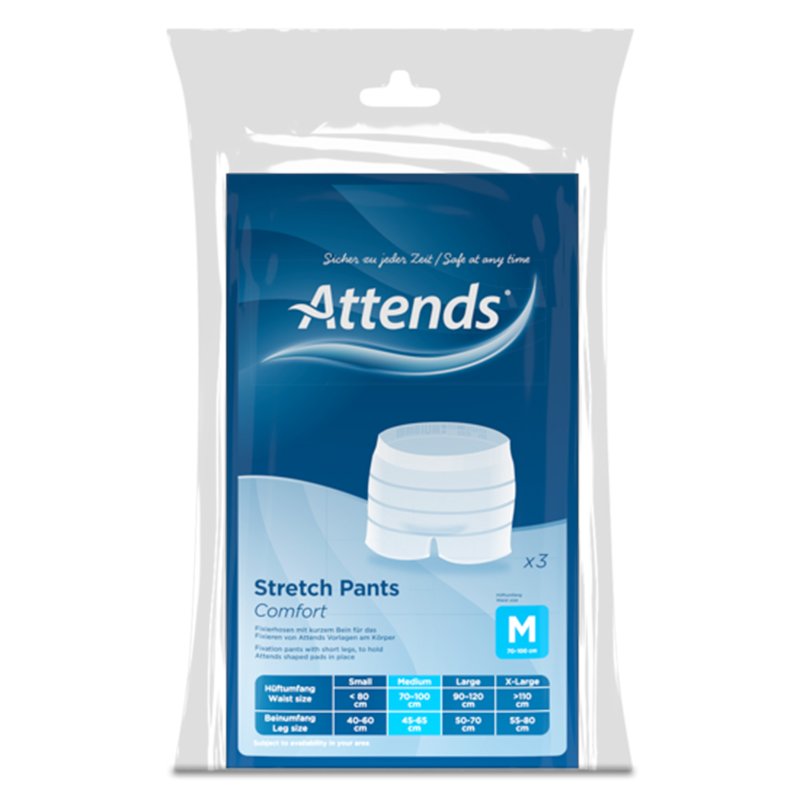 Sicher zu jeder Zeit / Safe at any time
Attends®
x3
Stretch Pants
Comfort
Fixierhosen mit kurzem Bein für das
Fixieren von Attends Vorlagen am Körper
Fixation pants with short legs, to hold
Attends shaped pads in place
Hüftumfang
Waist size
M
70-100 cm
Small Medium Large X-Large
Hüftumfang
Waist size
< 80 cm 70-100 cm 90-120 cm >110 cm
Beinumfang
Leg size
40-60 cm 45-65 cm 50-70 cm 55-80 cm
Subject to availability in your area